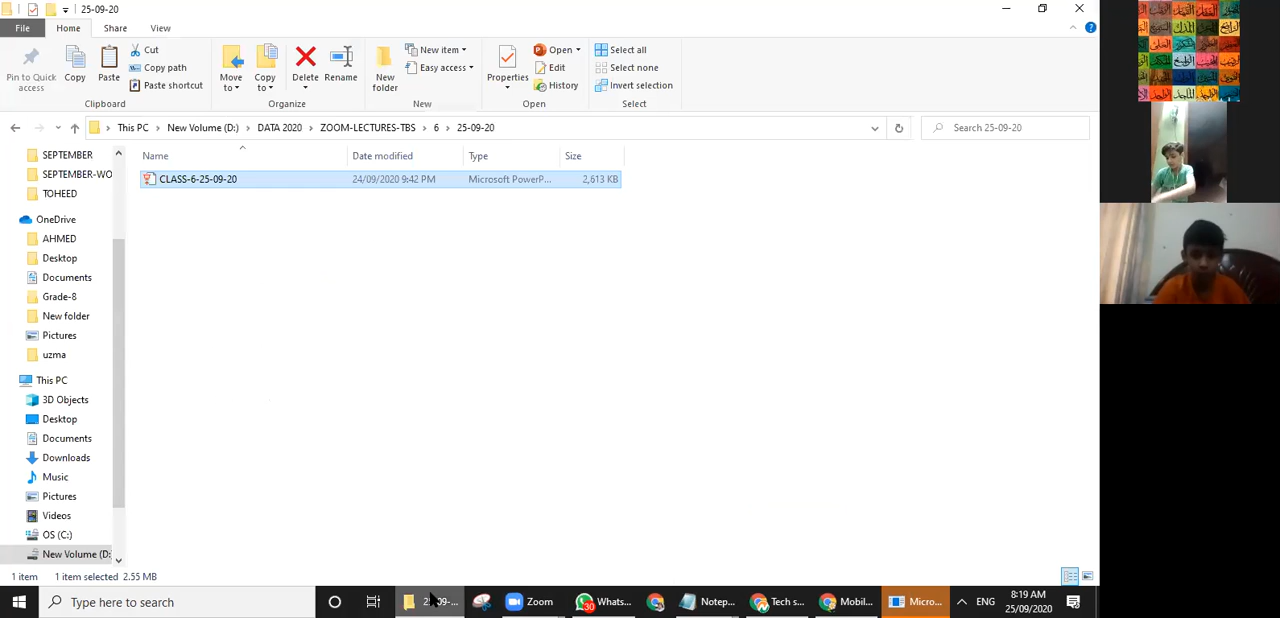 25-09-20
File Home Share View
Pin to Quick access
Copy
Paste
Cut
Copy path
Paste shortcut
Clipboard
Move to
Copy to
Delete
Rename
Organize
New folder
New item
Easy access
New
Properties
Open
Edit
History
Open
Select all
Select none
Invert selection
Select
This PC › New Volume (D:) › DATA 2020 › ZOOM-LECTURES-TBS › 6 › 25-09-20
Search 25-09-20
Name Date modified Type Size
CLASS-6-25-09-20 24/09/2020 9:42 PM Microsoft PowerP... 2,613 KB
SEPTEMBER
SEPTEMBER-WO
TOHEED
OneDrive
AHMED
Desktop
Documents
Grade-8
New folder
Pictures
uzma
This PC
3D Objects
Desktop
Documents
Downloads
Music
Pictures
Videos
OS (C:)
New Volume (D:
1 item 1 item selected 2.55 MB
Type here to search
Zoom
30
Whats...
Notep...
Tech s...
Mobil...
Micro...
ENG
8:19 AM
25/09/2020